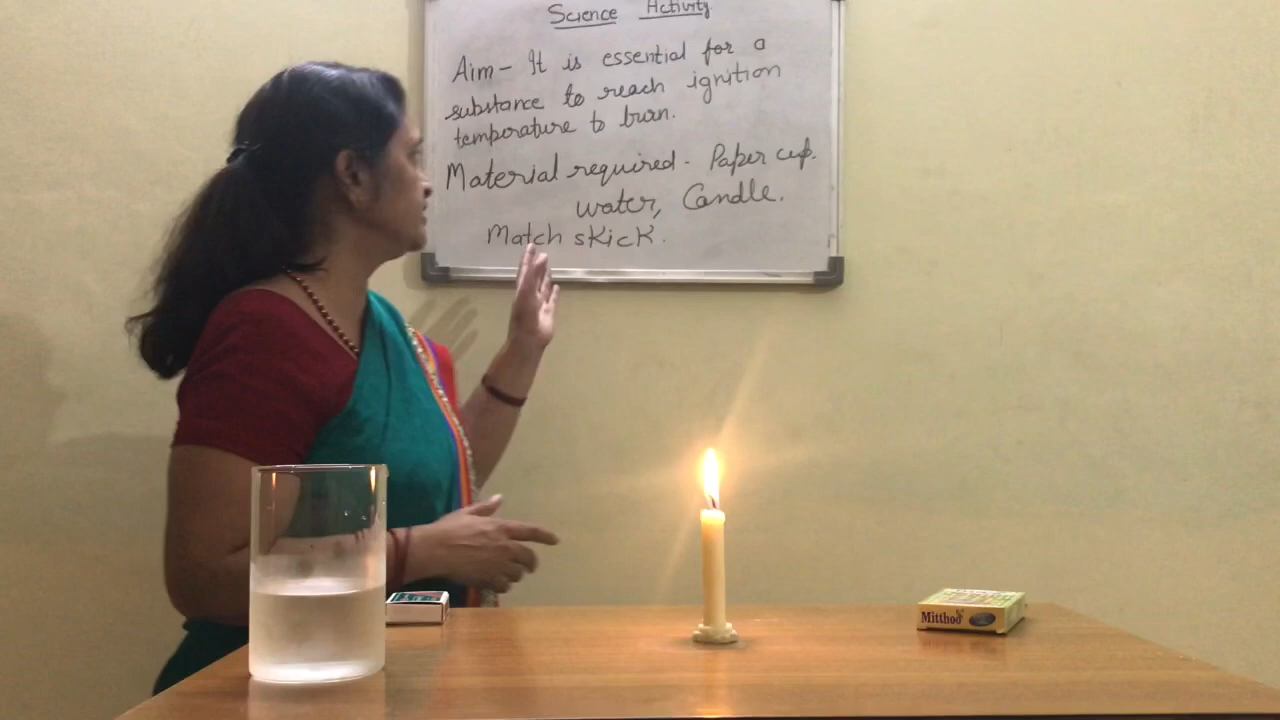 Science Activity
Aim - It is essential for a
substance to reach ignition
temperature to burn.
Material required - Paper cup.
water, Candle.
Match skick.
Mitthoo